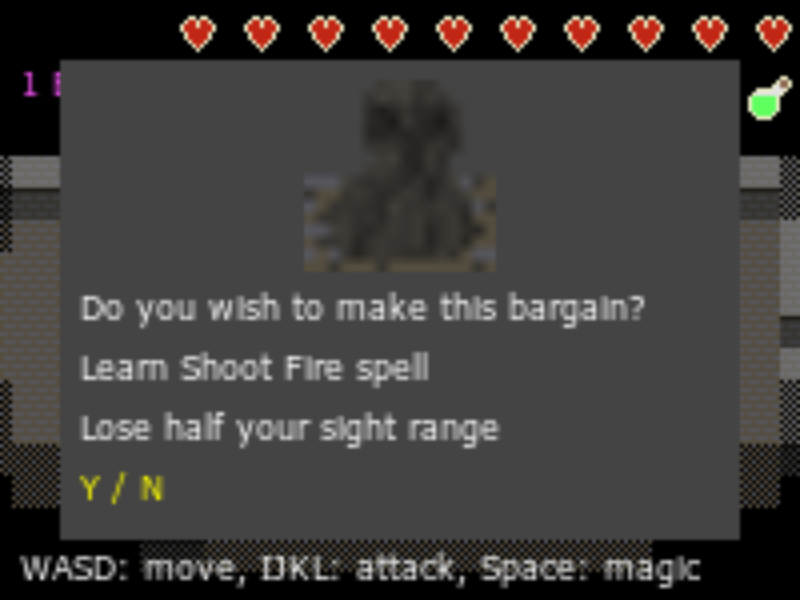 1
Do you wish to make this bargain?
Learn Shoot Fire spell
Lose half your sight range
Y / N
WASD: move, IJKL: attack, Space: magic